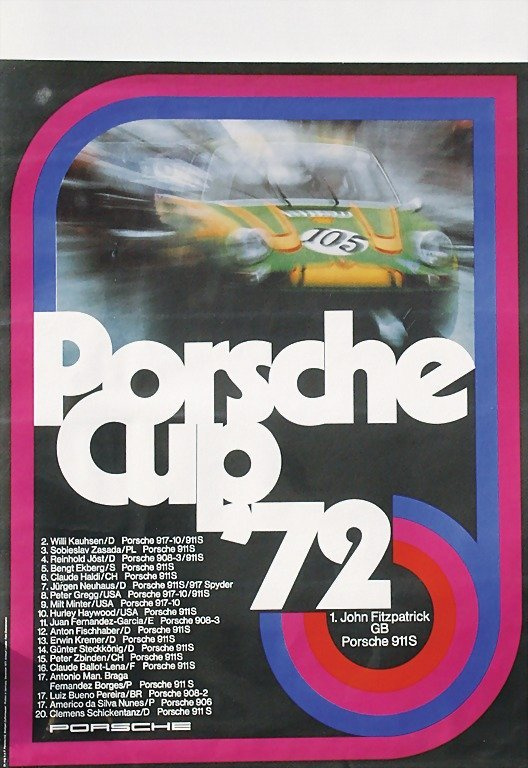 105
Porsche
Cup
'72
2. Willi Kauhsen/D Porsche 917-10/911S
3. Sobieslav Zasada/PL Porsche 911S
4. Reinhold Jöst/D Porsche 908-3/911S
5. Bengt Ekberg/S Porsche 911S
6. Claude Haldi/CH Porsche 911S
7. Jürgen Neuhaus/D Porsche 911S/917 Spyder
8. Peter Gregg/USA Porsche 917-10/911S
9. Milt Minter/USA Porsche 917-10
10. Hurley Haywood/USA Porsche 911S
11. Juan Fernandez-Garcia/E Porsche 908-3
12. Anton Fischhaber/D Porsche 911S
13. Erwin Kremer/D Porsche 911S
14. Günter Steckkönig/D Porsche 911S
15. Peter Zbinden/CH Porsche 911S
16. Claude Ballot-Lena/F Porsche 911S
17. Antonio Man. Braga
Fernandez Borges/P Porsche 911 S
17. Luiz Bueno Pereira/BR Porsche 908-2
17. Americo da Silva Nunes/P Porsche 906
20. Clemens Schickentanz/D Porsche 911 S
1. John Fitzpatrick
GB
Porsche 911S
PORSCHE